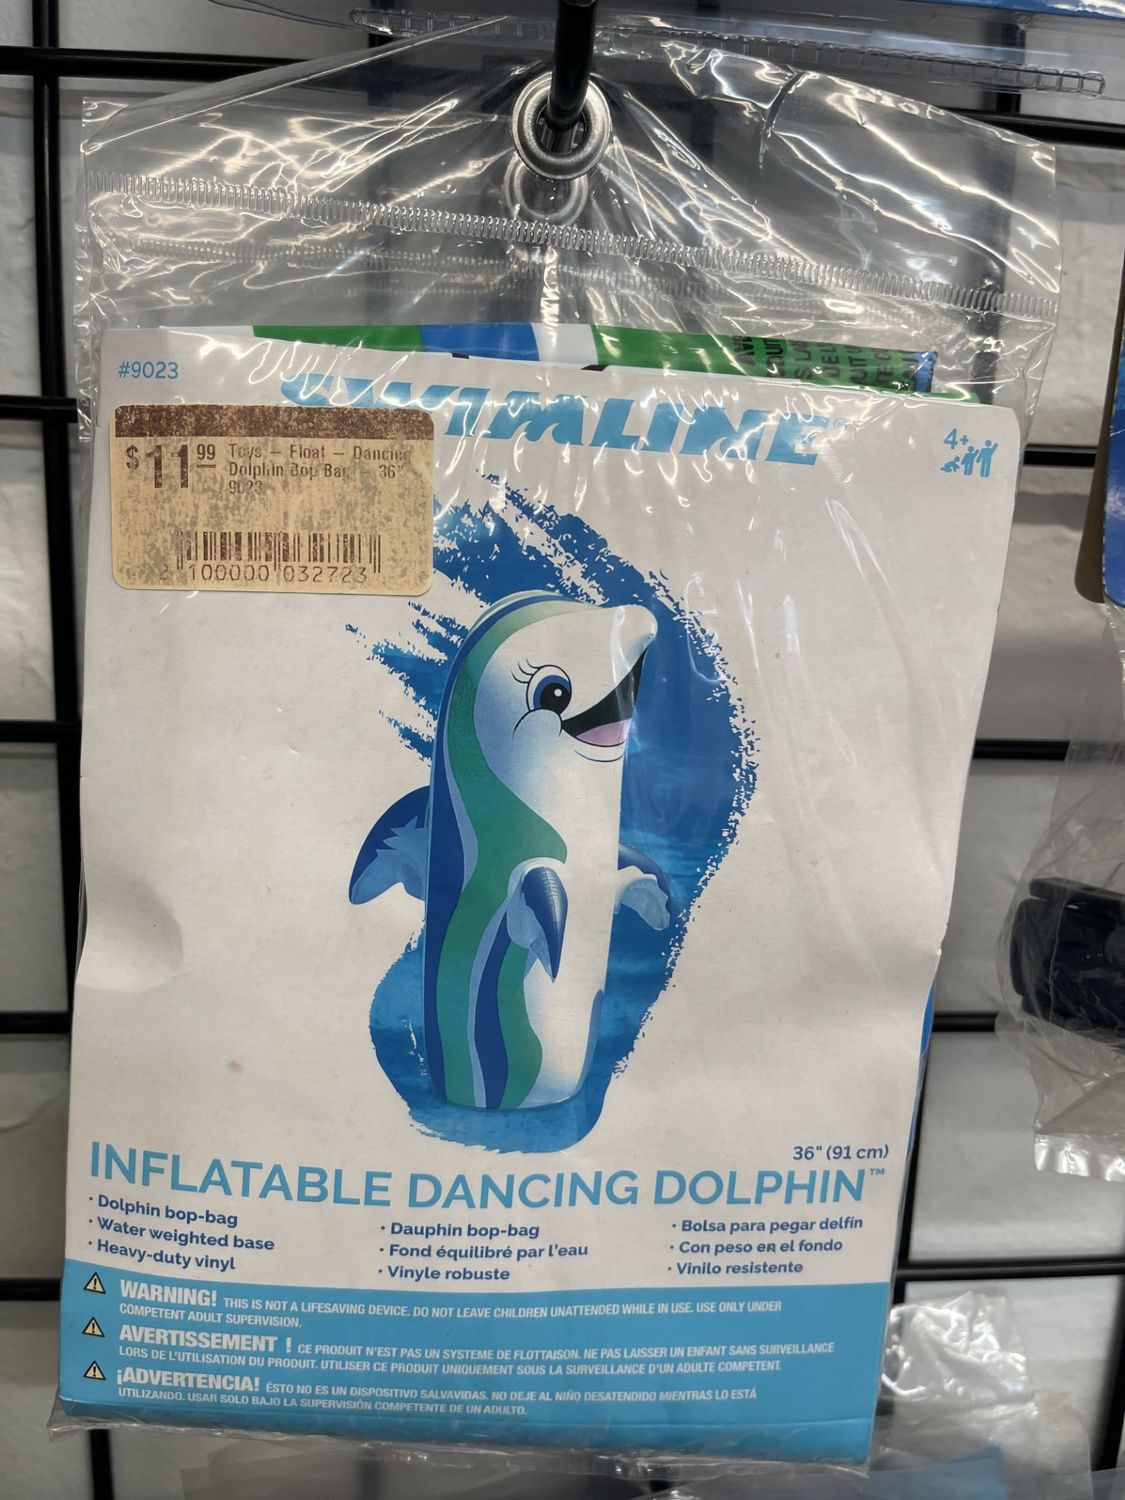 #9023
SWIMLINE®
4+
$11.99 Toys - Float - Dancing
Dolphin Bop Bag - 36"
9023
2 100000 032723
36" (91 cm)
INFLATABLE DANCING DOLPHIN™
• Dolphin bop-bag
• Water weighted base
• Heavy-duty vinyl
• Dauphin bop-bag
• Fond équilibré par l'eau
• Vinyle robuste
• Bolsa para pegar delfín
• Con peso en el fondo
• Vinilo resistente
WARNING! THIS IS NOT A LIFESAVING DEVICE. DO NOT LEAVE CHILDREN UNATTENDED WHILE IN USE. USE ONLY UNDER
COMPETENT ADULT SUPERVISION.
AVERTISSEMENT ! CE PRODUIT N'EST PAS UN SYSTEME DE FLOTTAISON. NE PAS LAISSER UN ENFANT SANS SURVEILLANCE
LORS DE L'UTILISATION DU PRODUIT. UTILISER CE PRODUIT UNIQUEMENT SOUS LA SURVEILLANCE D'UN ADULTE COMPETENT.
¡ADVERTENCIA! ÉSTO NO ES UN DISPOSITIVO SALVAVIDAS. NO DEJE AL NIÑO DESATENDIDO MIENTRAS LO ESTÁ
UTILIZANDO. USAR SOLO BAJO LA SUPERVISIÓN COMPETENTE DE UN ADULTO.